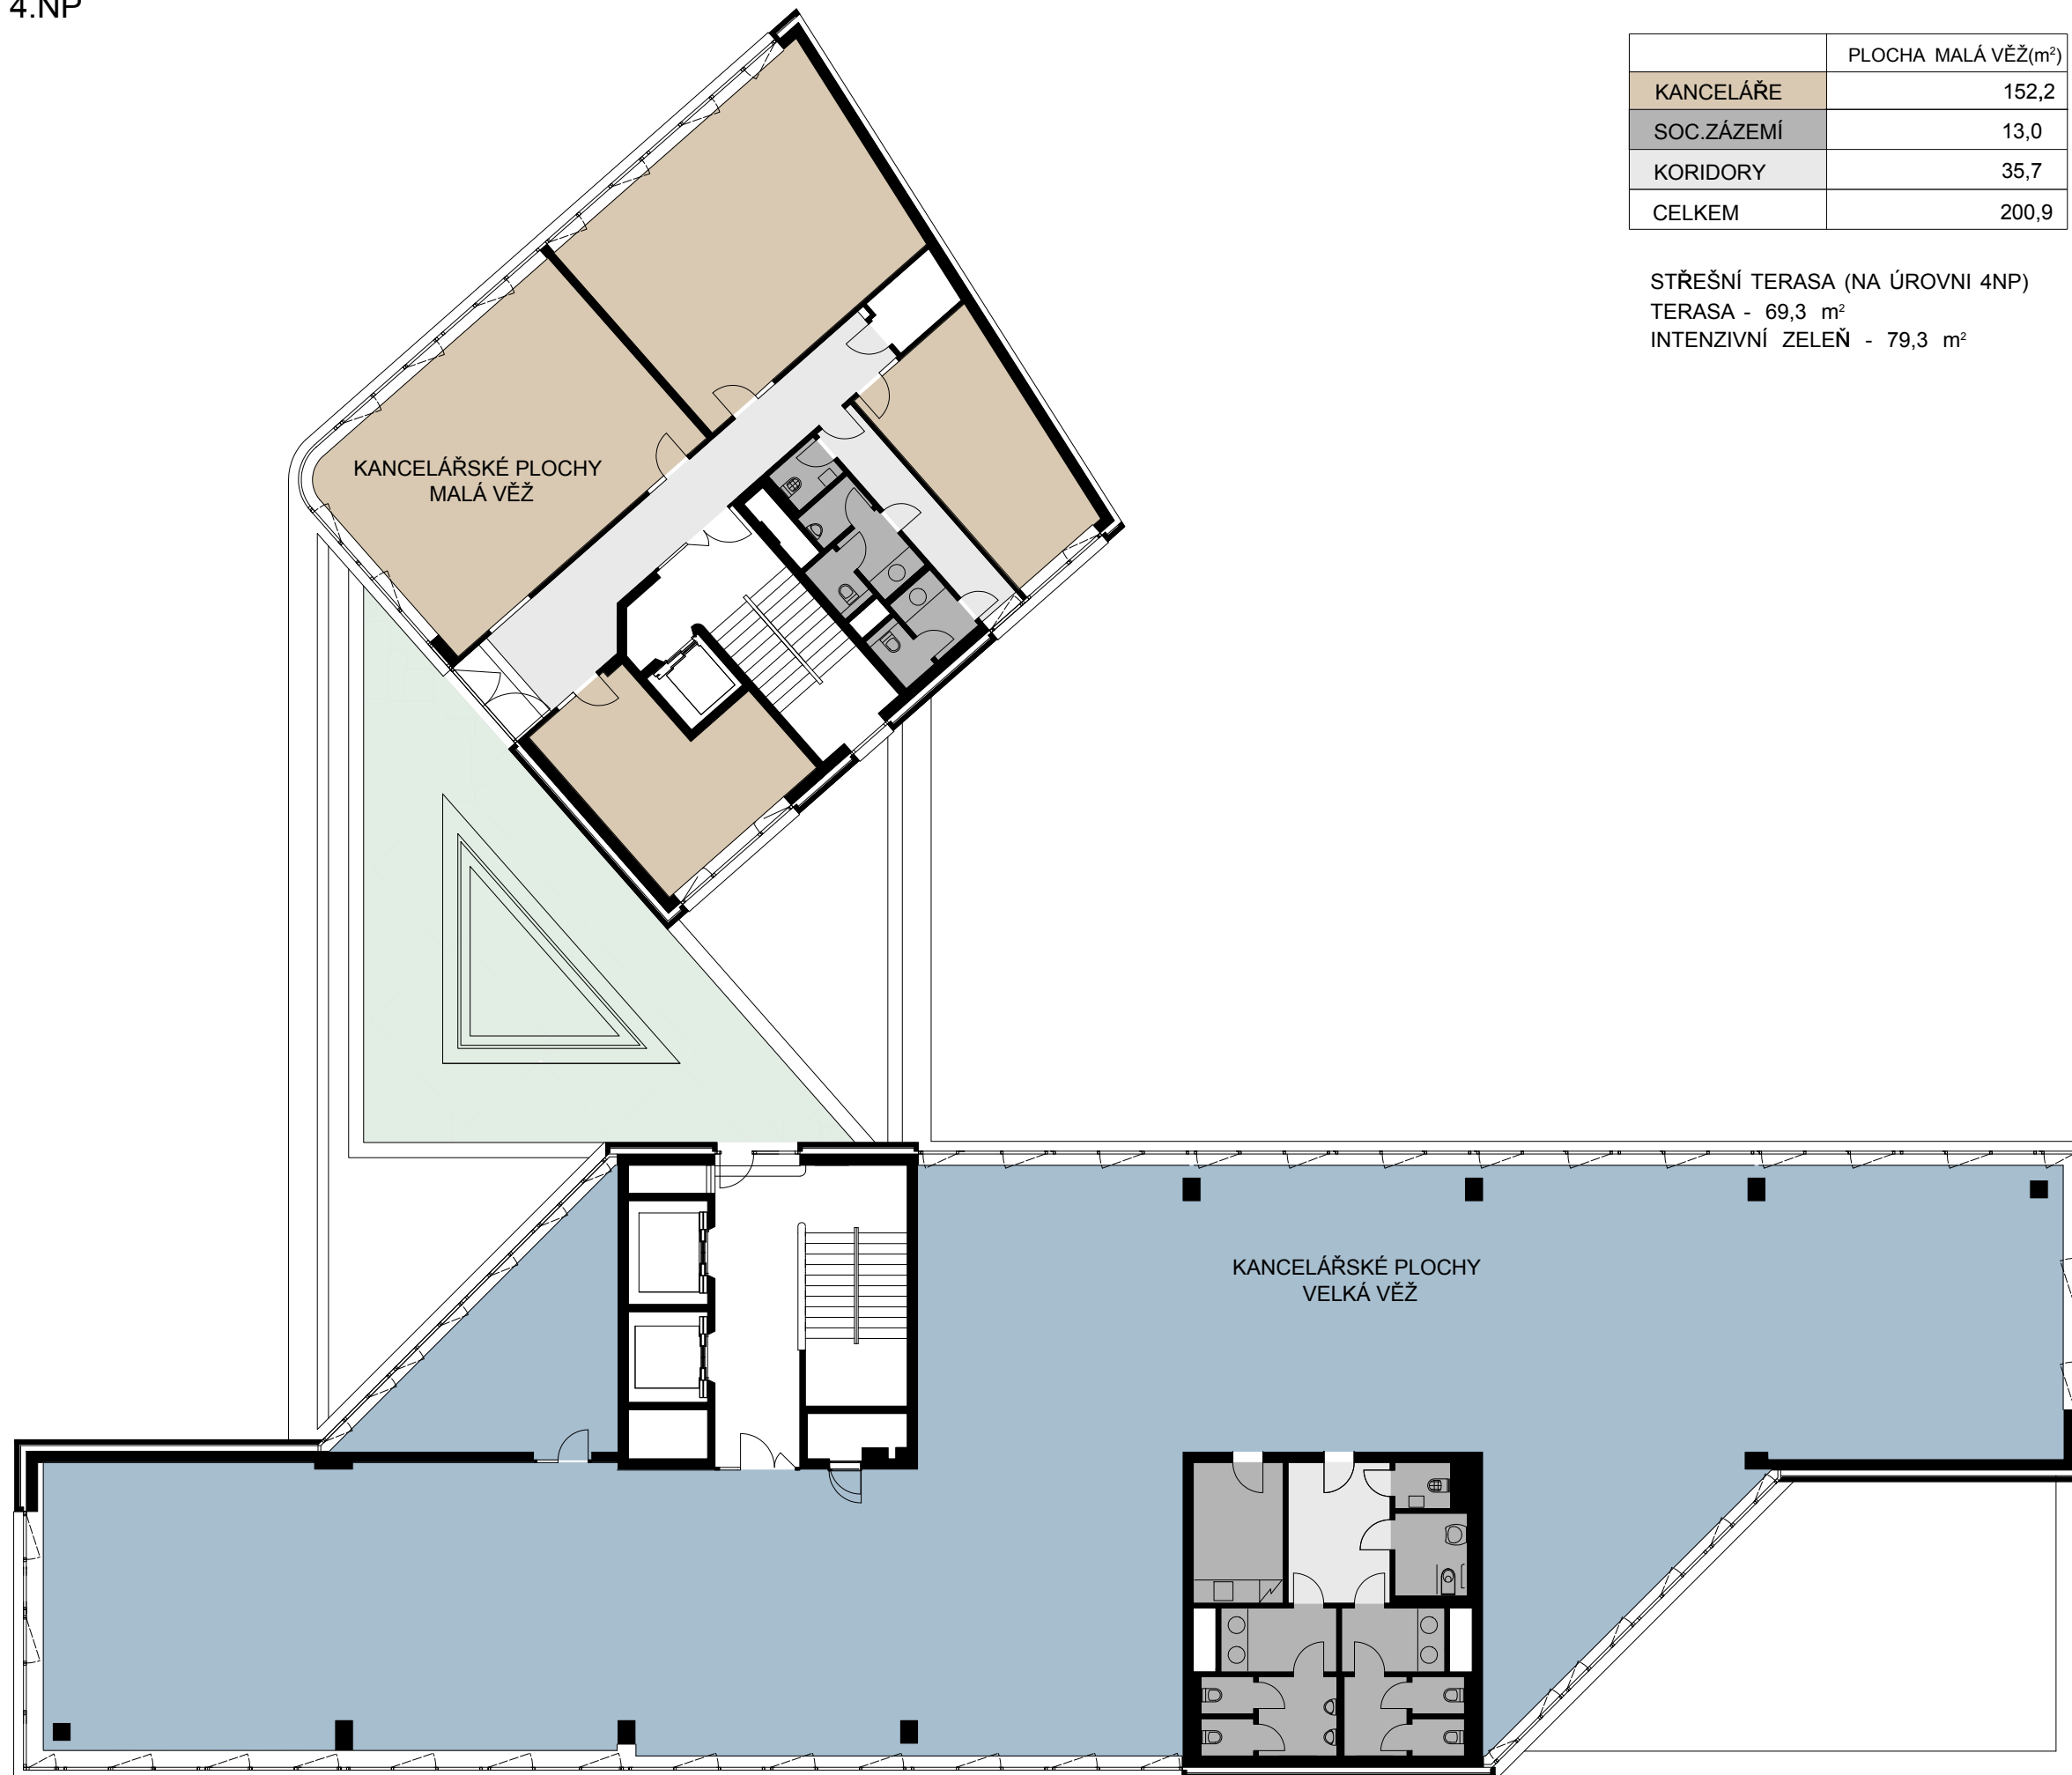 4.NP
PLOCHA MALÁ VĚŽ(m²)
KANCELÁŘE 152,2
SOC.ZÁZEMÍ 13,0
KORIDORY 35,7
CELKEM 200,9
STŘEŠNÍ TERASA (NA ÚROVNI 4NP)
TERASA - 69,3 m²
INTENZIVNÍ ZELEŇ - 79,3 m²
KANCELÁŘSKÉ PLOCHY
MALÁ VĚŽ
KANCELÁŘSKÉ PLOCHY
VELKÁ VĚŽ